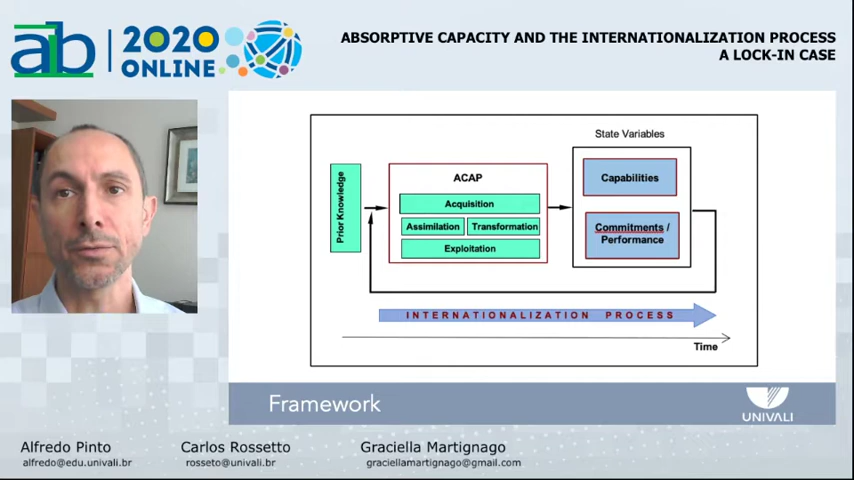 aib 2020
ONLINE
ABSORPTIVE CAPACITY AND THE INTERNATIONALIZATION PROCESS
A LOCK-IN CASE
State Variables
Prior Knowledge
ACAP
Acquisition
Assimilation Transformation
Exploitation
Capabilities
Commitments /
Performance
INTERNATIONALIZATION PROCESS
Time
Framework
UNIVALI
Alfredo Pinto
alfredo@edu.univali.br
Carlos Rossetto
rosseto@univali.br
Graciella Martignago
graciellamartignago@gmail.com